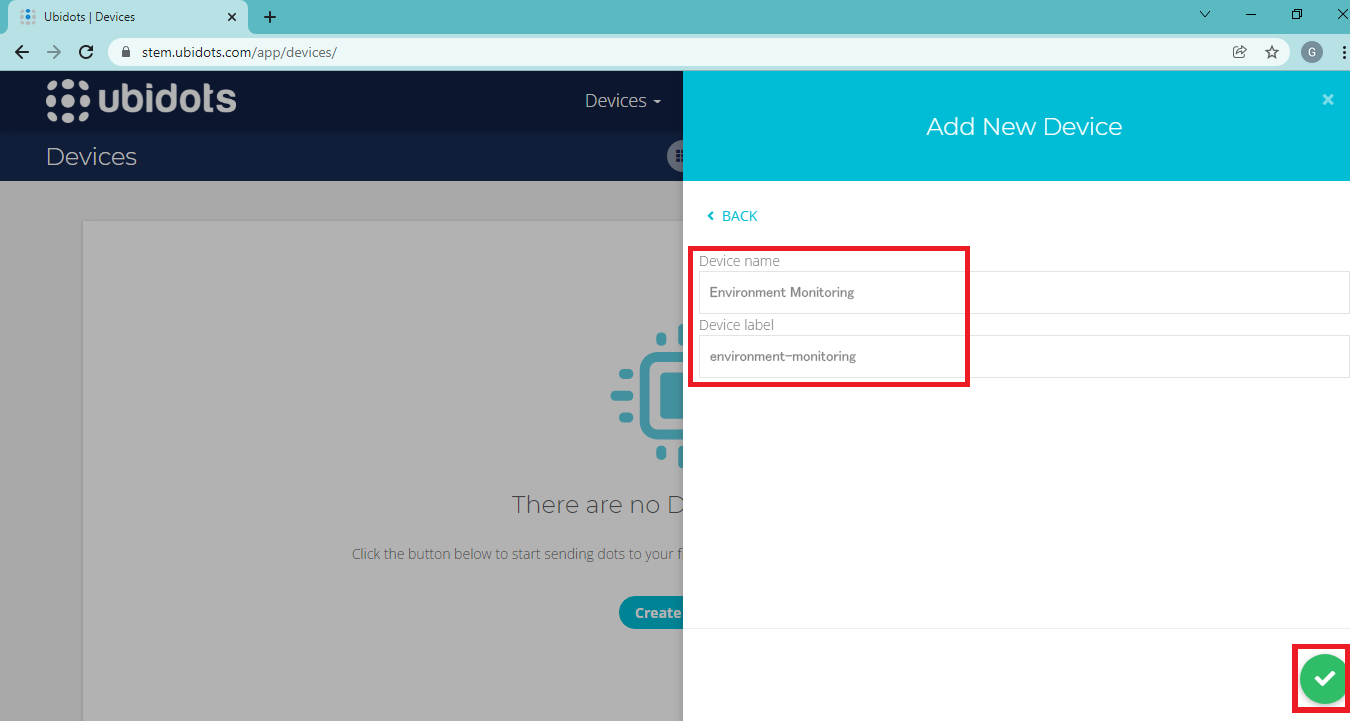 Ubidots | Devices
stem.ubidots.com/app/devices/
G
ubidots
Devices
Add New Device
Devices
BACK
Device name
Environment Monitoring
Device label
environment-monitoring
There are no D
Click the button below to start sending dots to your f
Create